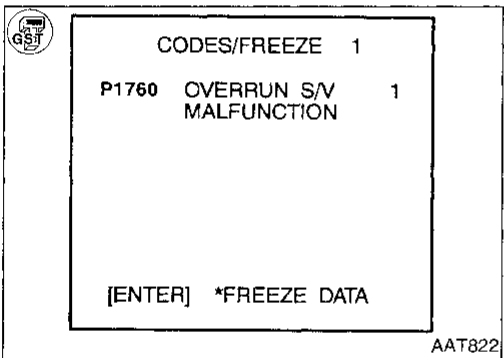 GST
CODES/FREEZE 1
P1760 OVERRUN S/V 1
MALFUNCTION
[ENTER] *FREEZE DATA
AAT822